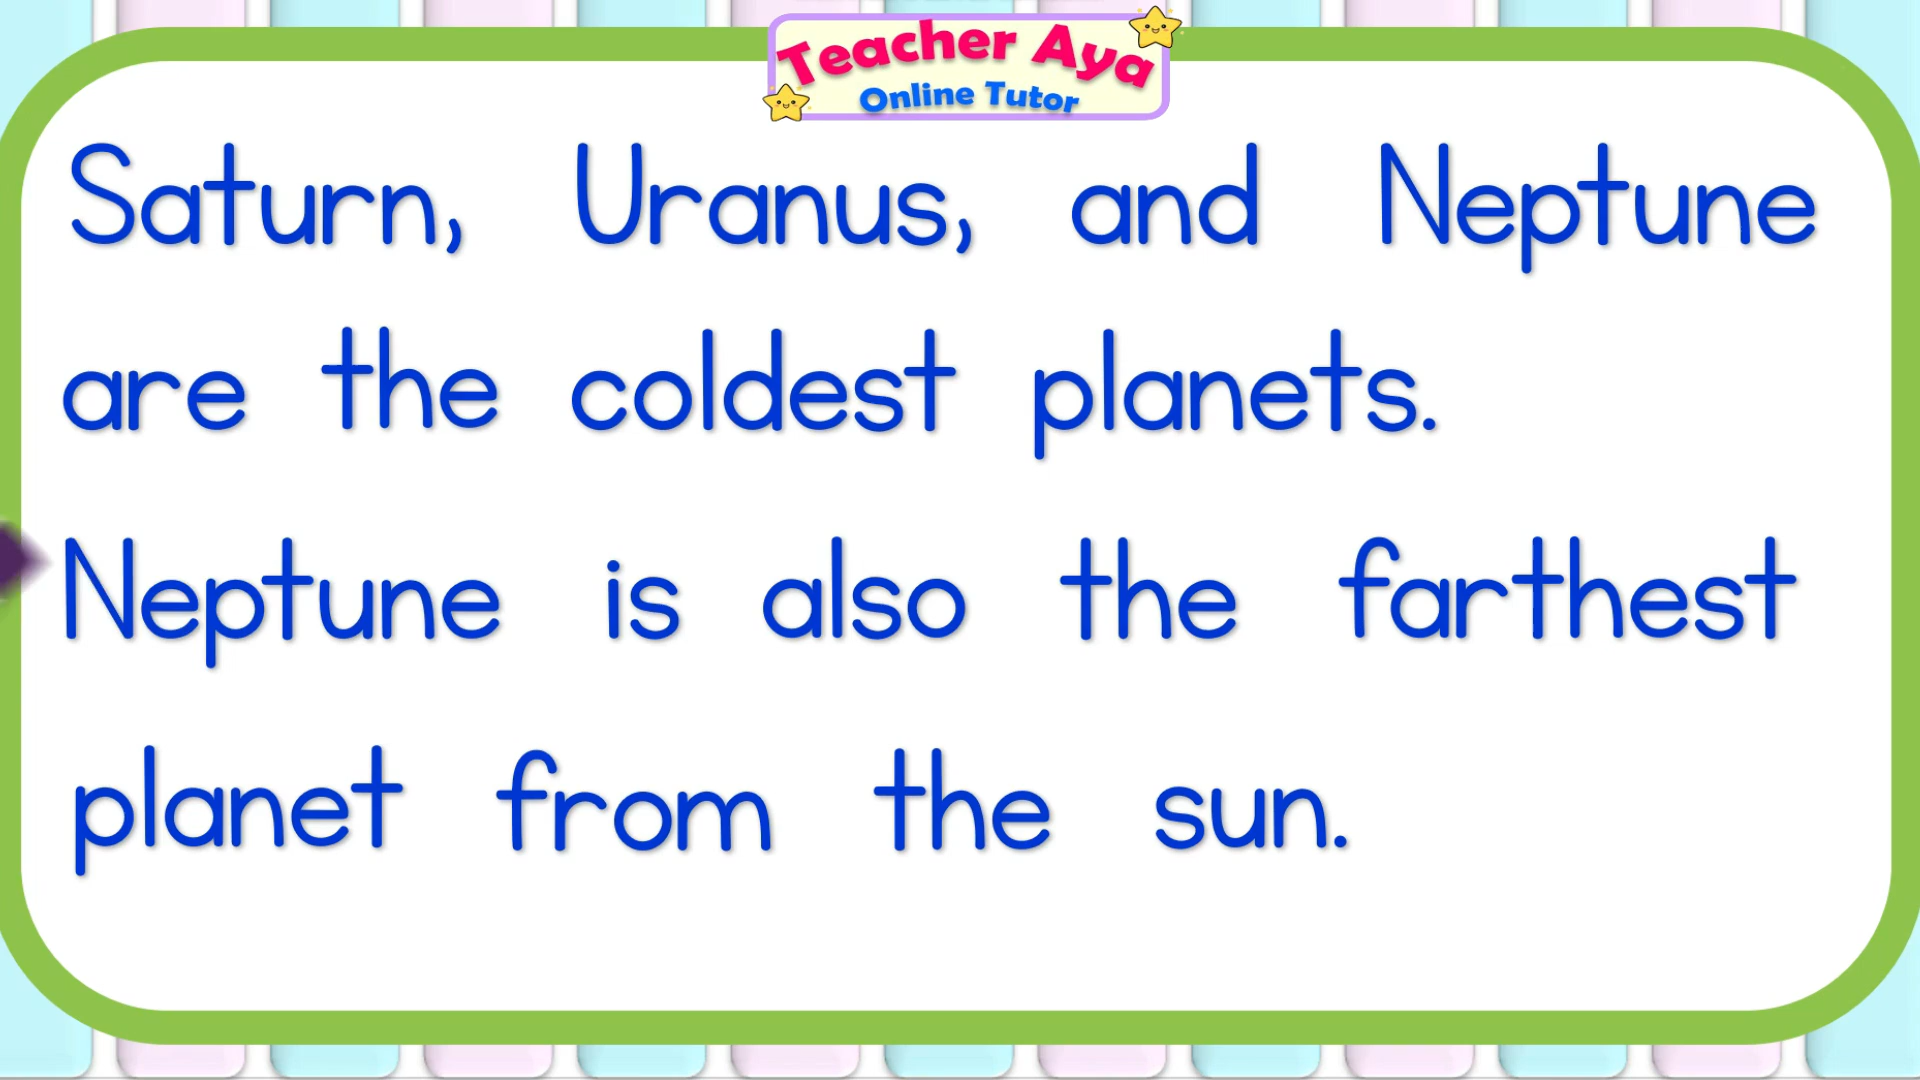 Teacher Aya
Online Tutor
Saturn, Uranus, and Neptune
are the coldest planets.
Neptune is also the farthest
planet from the sun.